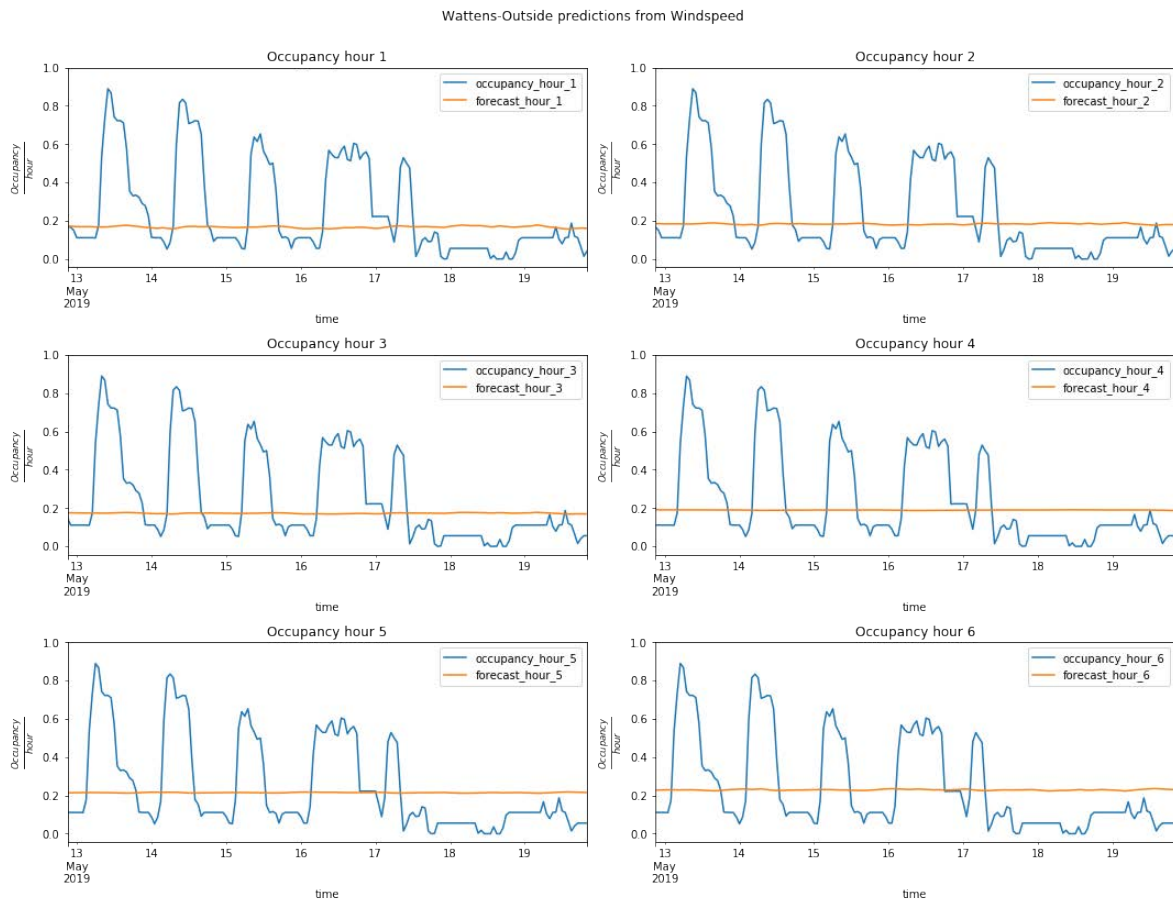 Wattens-Outside predictions from Windspeed
Occupancy hour 1
1.0
0.8
0.6
0.4
0.2
0.0
Occupancy
hour
occupancy_hour_1
forecast_hour_1
13
14
15
16
17
18
19
May
2019
time
Occupancy hour 2
1.0
0.8
0.6
0.4
0.2
0.0
Occupancy
hour
occupancy_hour_2
forecast_hour_2
13
14
15
16
17
18
19
May
2019
time
Occupancy hour 3
1.0
0.8
0.6
0.4
0.2
0.0
Occupancy
hour
occupancy_hour_3
forecast_hour_3
13
14
15
16
17
18
19
May
2019
time
Occupancy hour 4
1.0
0.8
0.6
0.4
0.2
0.0
Occupancy
hour
occupancy_hour_4
forecast_hour_4
13
14
15
16
17
18
19
May
2019
time
Occupancy hour 5
1.0
0.8
0.6
0.4
0.2
0.0
Occupancy
hour
occupancy_hour_5
forecast_hour_5
13
14
15
16
17
18
19
May
2019
time
Occupancy hour 6
1.0
0.8
0.6
0.4
0.2
0.0
Occupancy
hour
occupancy_hour_6
forecast_hour_6
13
14
15
16
17
18
19
May
2019
time